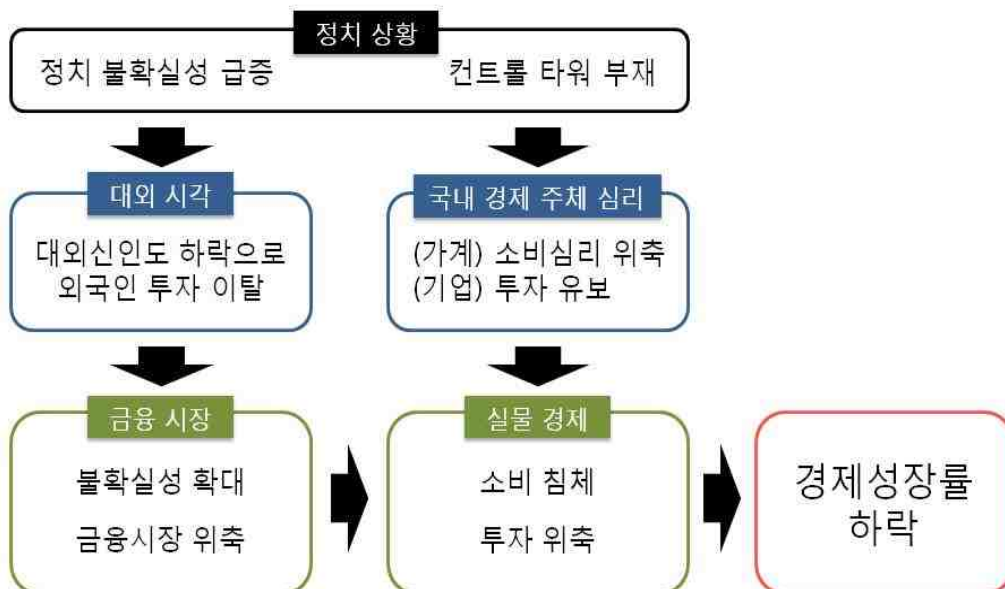 정치 상황
정치 불확실성 급증
컨트롤 타워 부재
대외 시각
대외신인도 하락으로
외국인 투자 이탈
국내 경제 주체 심리
(가계) 소비심리 위축
(기업) 투자 유보
금융 시장
불확실성 확대
금융시장 위축
실물 경제
소비 침체
투자 위축
경제성장률
하락